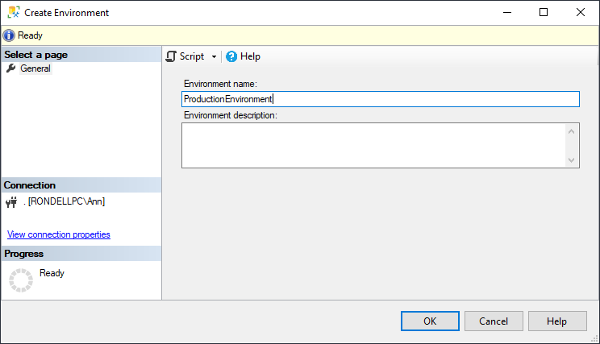 Create Environment
Ready
Select a page
General
Script
Help
Environment name:
ProductionEnvironment
Environment description:
Connection
. [RONDELLPC\Ann]
View connection properties
Progress
Ready
OK
Cancel
Help